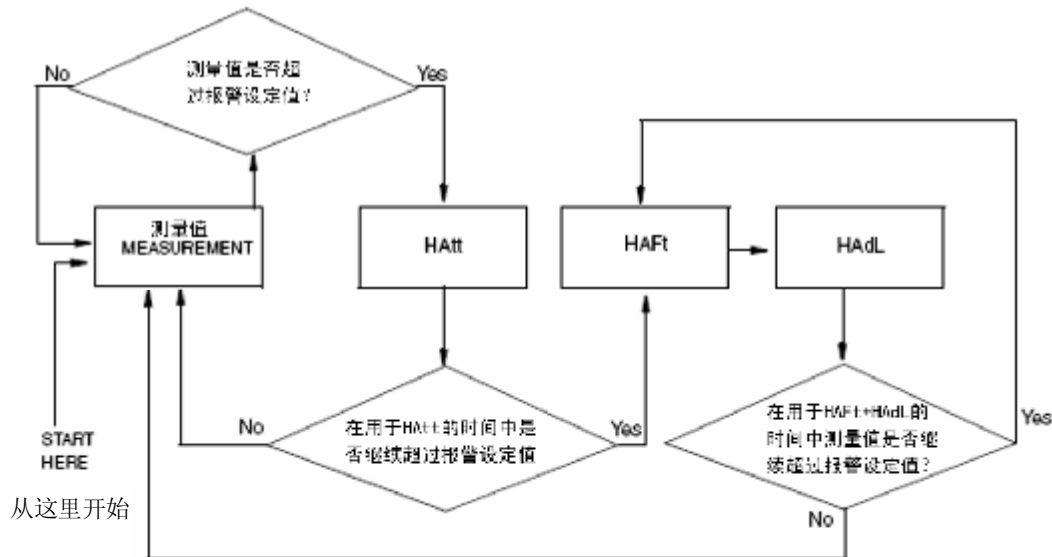 测量值是否超
过报警设定值?
No
Yes
测量值
MEASUREMENT
HAtt
HAFt
HAdL
START
HERE
从这里开始
No
在用于HAtt的时间中是
否继续超过报警设定值
Yes
在用于HAFt+HAdL的
时间中测量值是否继
续超过报警设定值?
Yes
No